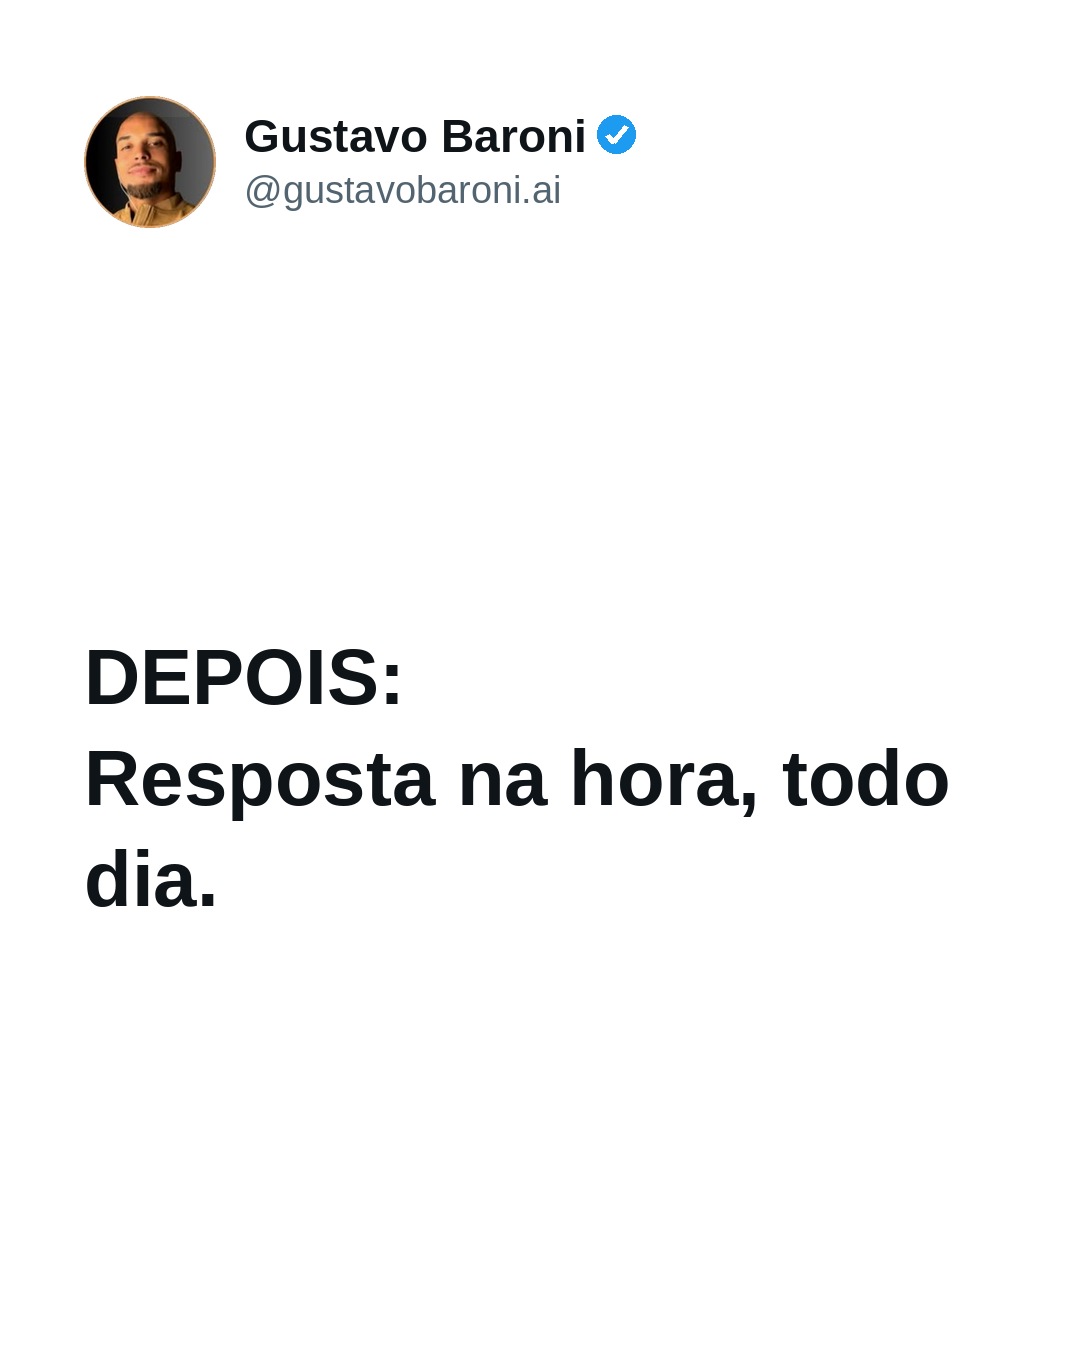 Gustavo Baroni
@gustavobaroni.ai
DEPOIS:
Resposta na hora, todo
dia.